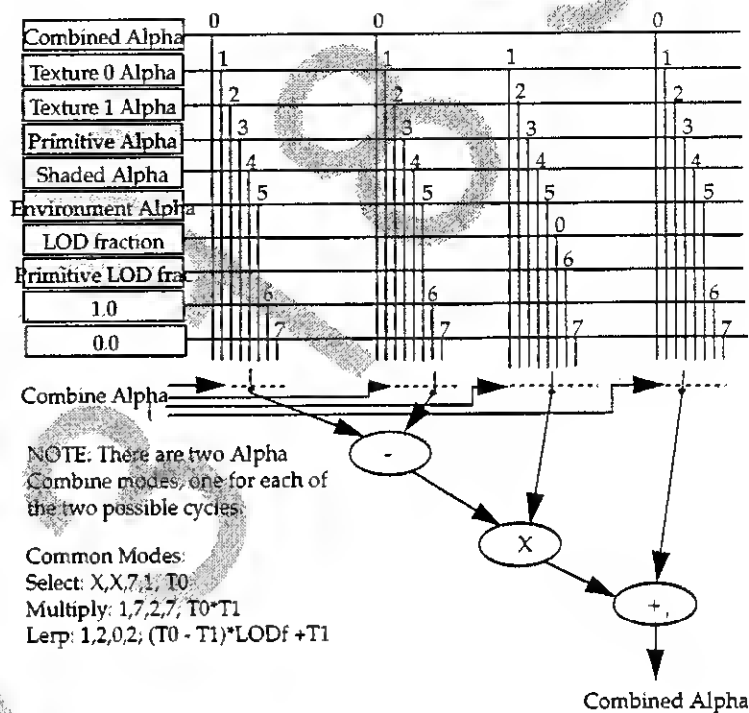 0 0 0
Combined Alpha
1 1 1 1
Texture 0 Alpha
2 2 2 2
Texture 1 Alpha
3 3 3 3
Primitive Alpha
4 4 4 4
Shaded Alpha
5 5 5 5
Environment Alpha
0
LOD fraction
6
Primitive LOD frac
6 6 6
1.0
7 7 7 7
0.0
Combine Alpha
-
NOTE: There are two Alpha
Combine modes, one for each of
the two possible cycles.
X
Common Modes:
Select: X,X,7,1; T0
Multiply: 1,7,2,7; T0*T1
Lerp: 1,2,0,2; (T0 - T1)*LODf +T1
+,
Combined Alpha